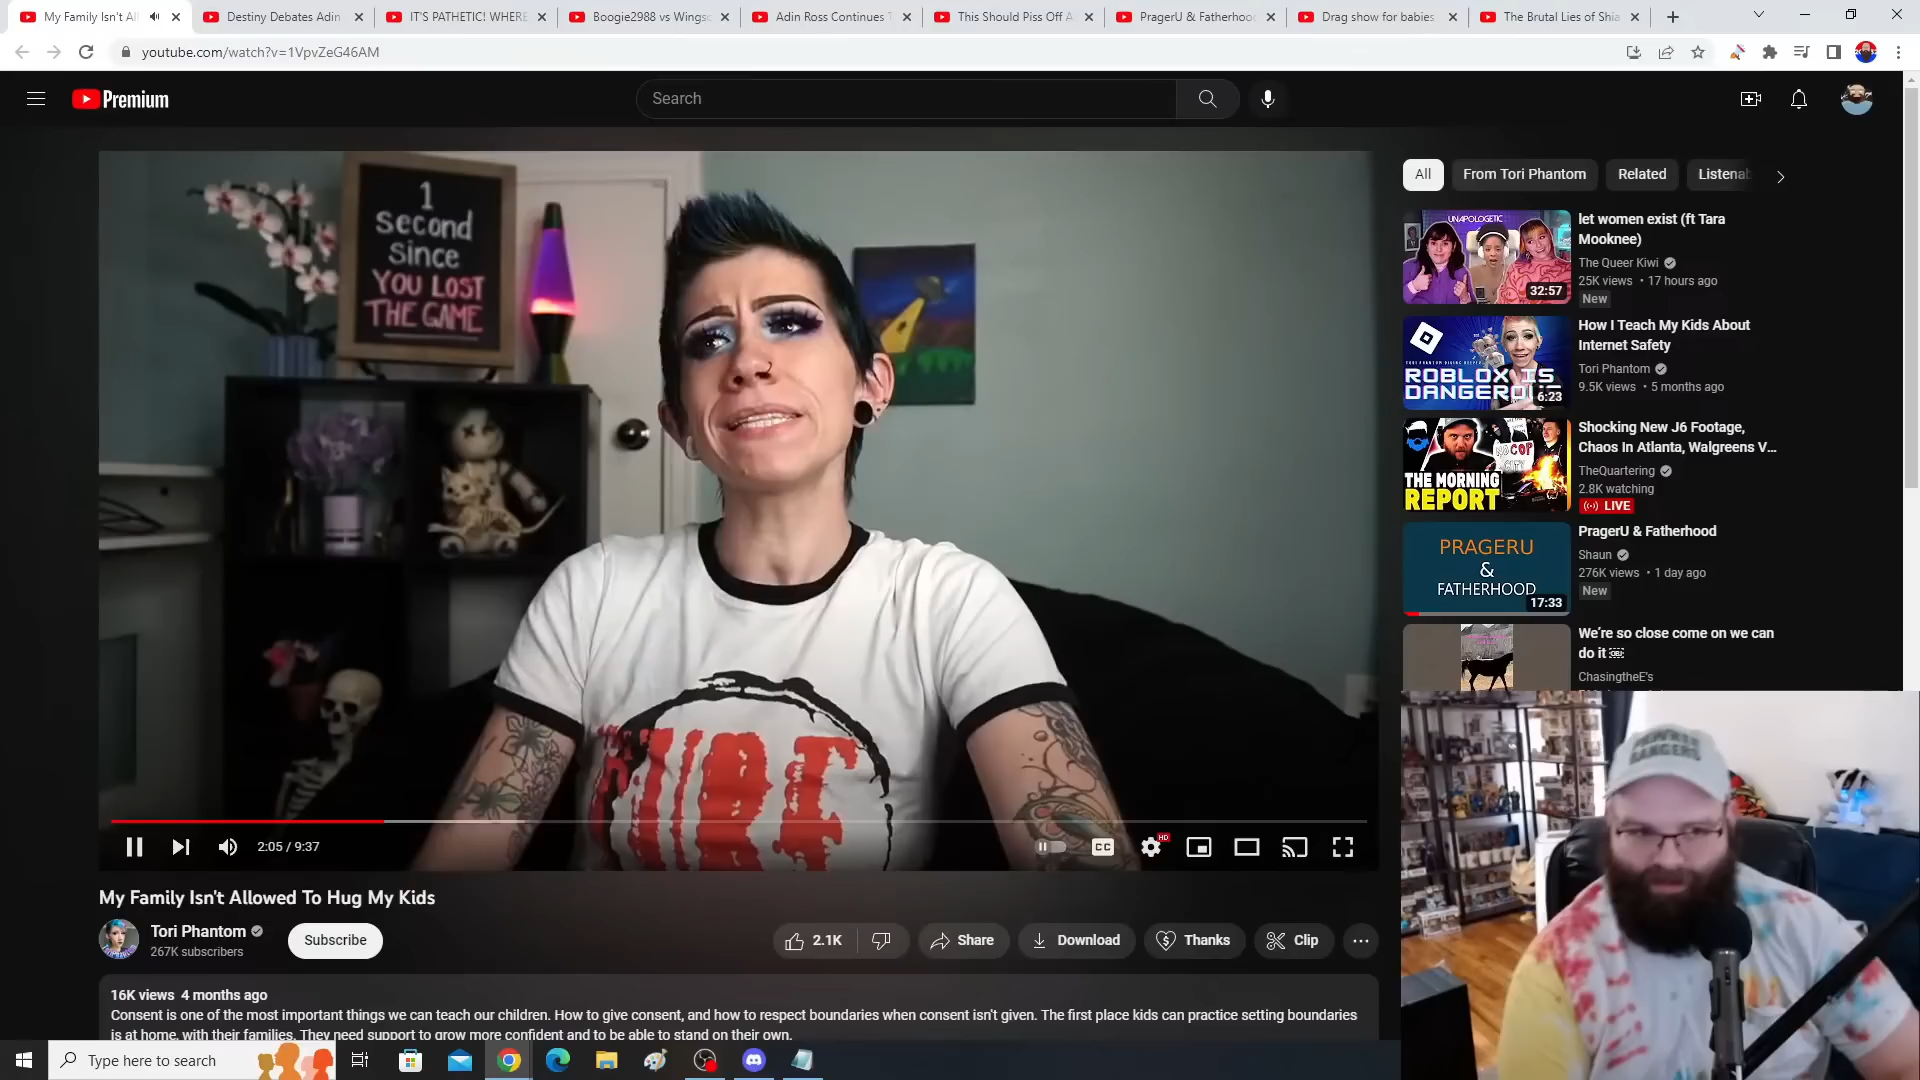 My Family Isn't Al
Destiny Debates Adin
IT'S PATHETIC! WHERE
Boogie2988 vs Wings
Adin Ross Continues T
This Should Piss Off A
PragerU & Fatherhoo
Drag show for babies
The Brutal Lies of Shia
youtube.com/watch?v=1VpvZeG46AM
Premium
Search
1
second
since
YOU LOST
THE GAME
2:05 / 9:37
CC
HD
My Family Isn't Allowed To Hug My Kids
Tori Phantom
267K subscribers
Subscribe
2.1K
Share
Download
Thanks
Clip
16K views 4 months ago
Consent is one of the most important things we can teach our children. How to give consent, and how to respect boundaries when consent isn't given. The first place kids can practice setting boundaries
is at home, with their families. They need support to grow more confident and to be able to stand on their own.
All
From Tori Phantom
Related
Listenab
UNAPOLOGETIC
32:57
let women exist (ft Tara
Mooknee)
The Queer Kiwi
25K views • 17 hours ago
New
ROBLOX IS
DANGEROUS
6:23
How I Teach My Kids About
Internet Safety
Tori Phantom
9.5K views • 5 months ago
COP
CITY
THE MORNING
REPORT
Shocking New J6 Footage,
Chaos In Atlanta, Walgreens V...
TheQuartering
2.8K watching
LIVE
PRAGERU
&
FATHERHOOD
17:33
PragerU & Fatherhood
Shaun
276K views • 1 day ago
New
We're so close come on we can
do it
ChasingtheE's
Type here to search